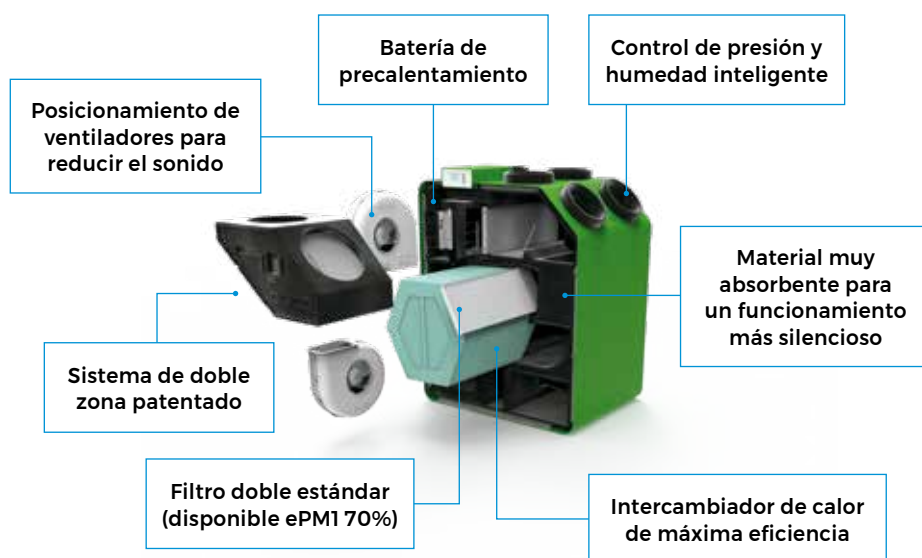 Batería de
precalentamiento
Control de presión y
humedad inteligente
Posicionamiento de
ventiladores para
reducir el sonido
Material muy
absorbente para
un funcionamiento
más silencioso
Sistema de doble
zona patentado
Filtro doble estándar
(disponible ePM1 70%)
Intercambiador de calor
de máxima eficiencia